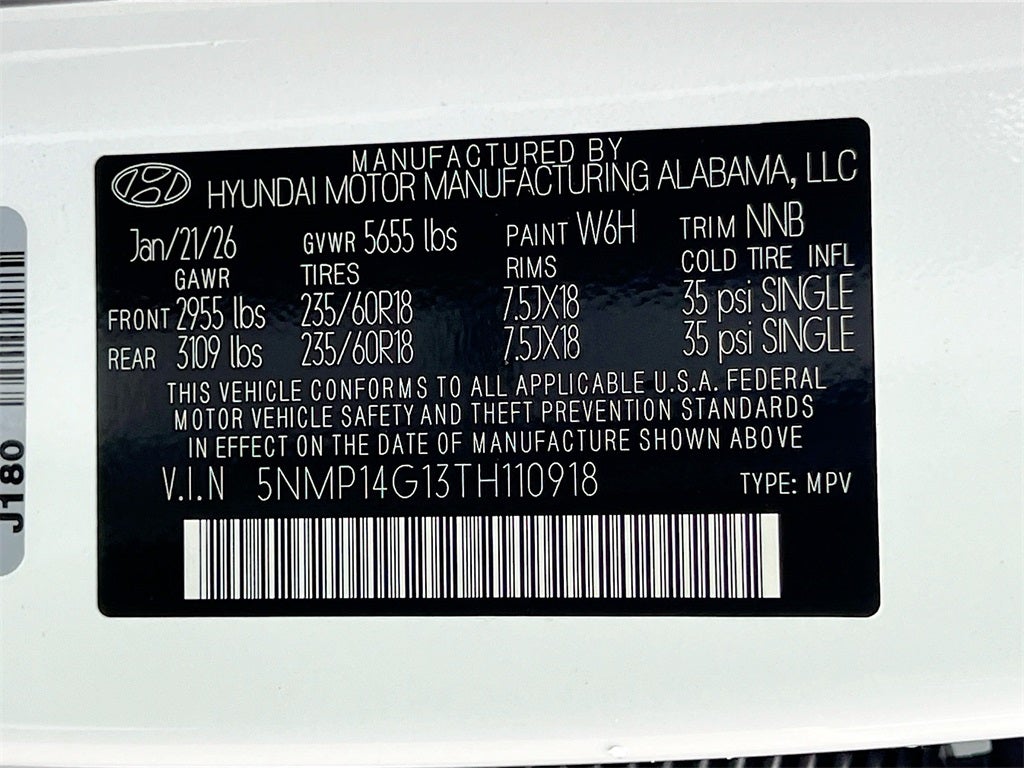 MANUFACTURED BY
HYUNDAI MOTOR MANUFACTURING ALABAMA, LLC
Jan/21/26 GVWR 5655 lbs PAINT W6H TRIM NNB
GAWR TIRES RIMS COLD TIRE INFL
FRONT 2955 lbs 235/60R18 7.5JX18 35 psi SINGLE
REAR 3109 lbs 235/60R18 7.5JX18 35 psi SINGLE
THIS VEHICLE CONFORMS TO ALL APPLICABLE U.S.A. FEDERAL
MOTOR VEHICLE SAFETY AND THEFT PREVENTION STANDARDS
IN EFFECT ON THE DATE OF MANUFACTURE SHOWN ABOVE
V.I.N 5NMP14G13TH110918 TYPE: MPV
J180